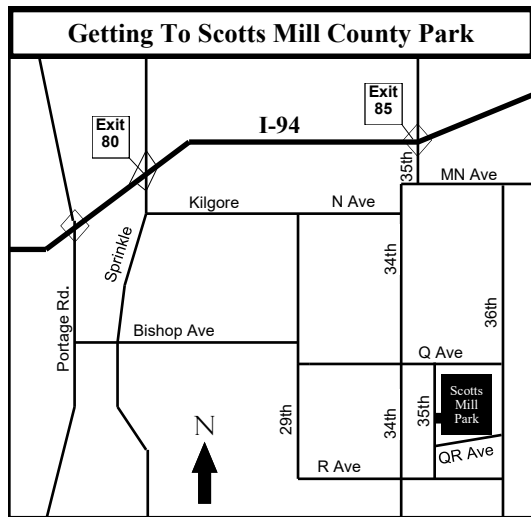 Getting To Scotts Mill County Park
Exit
85
Exit
80
I-94
35th
MN Ave
Kilgore
N Ave
Sprinkle
34th
36th
Portage Rd.
Bishop Ave
Q Ave
Scotts
Mill
Park
29th
34th
35th
N
QR Ave
R Ave